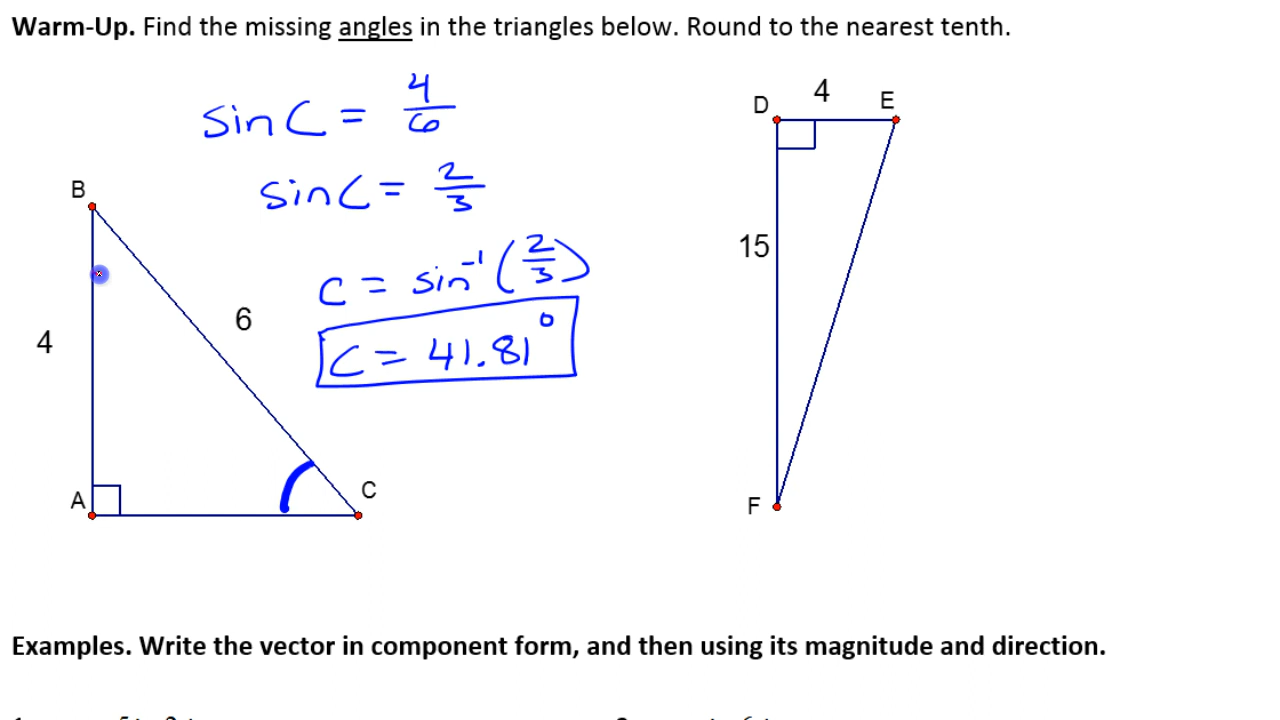 Warm-Up. Find the missing angles in the triangles below. Round to the nearest tenth.
sin C = 4/6
sin C = 2/3
C = sin⁻¹(2/3)
C = 41.81°
B
4
6
A
C
D
4
E
15
F
Examples. Write the vector in component form, and then using its magnitude and direction.